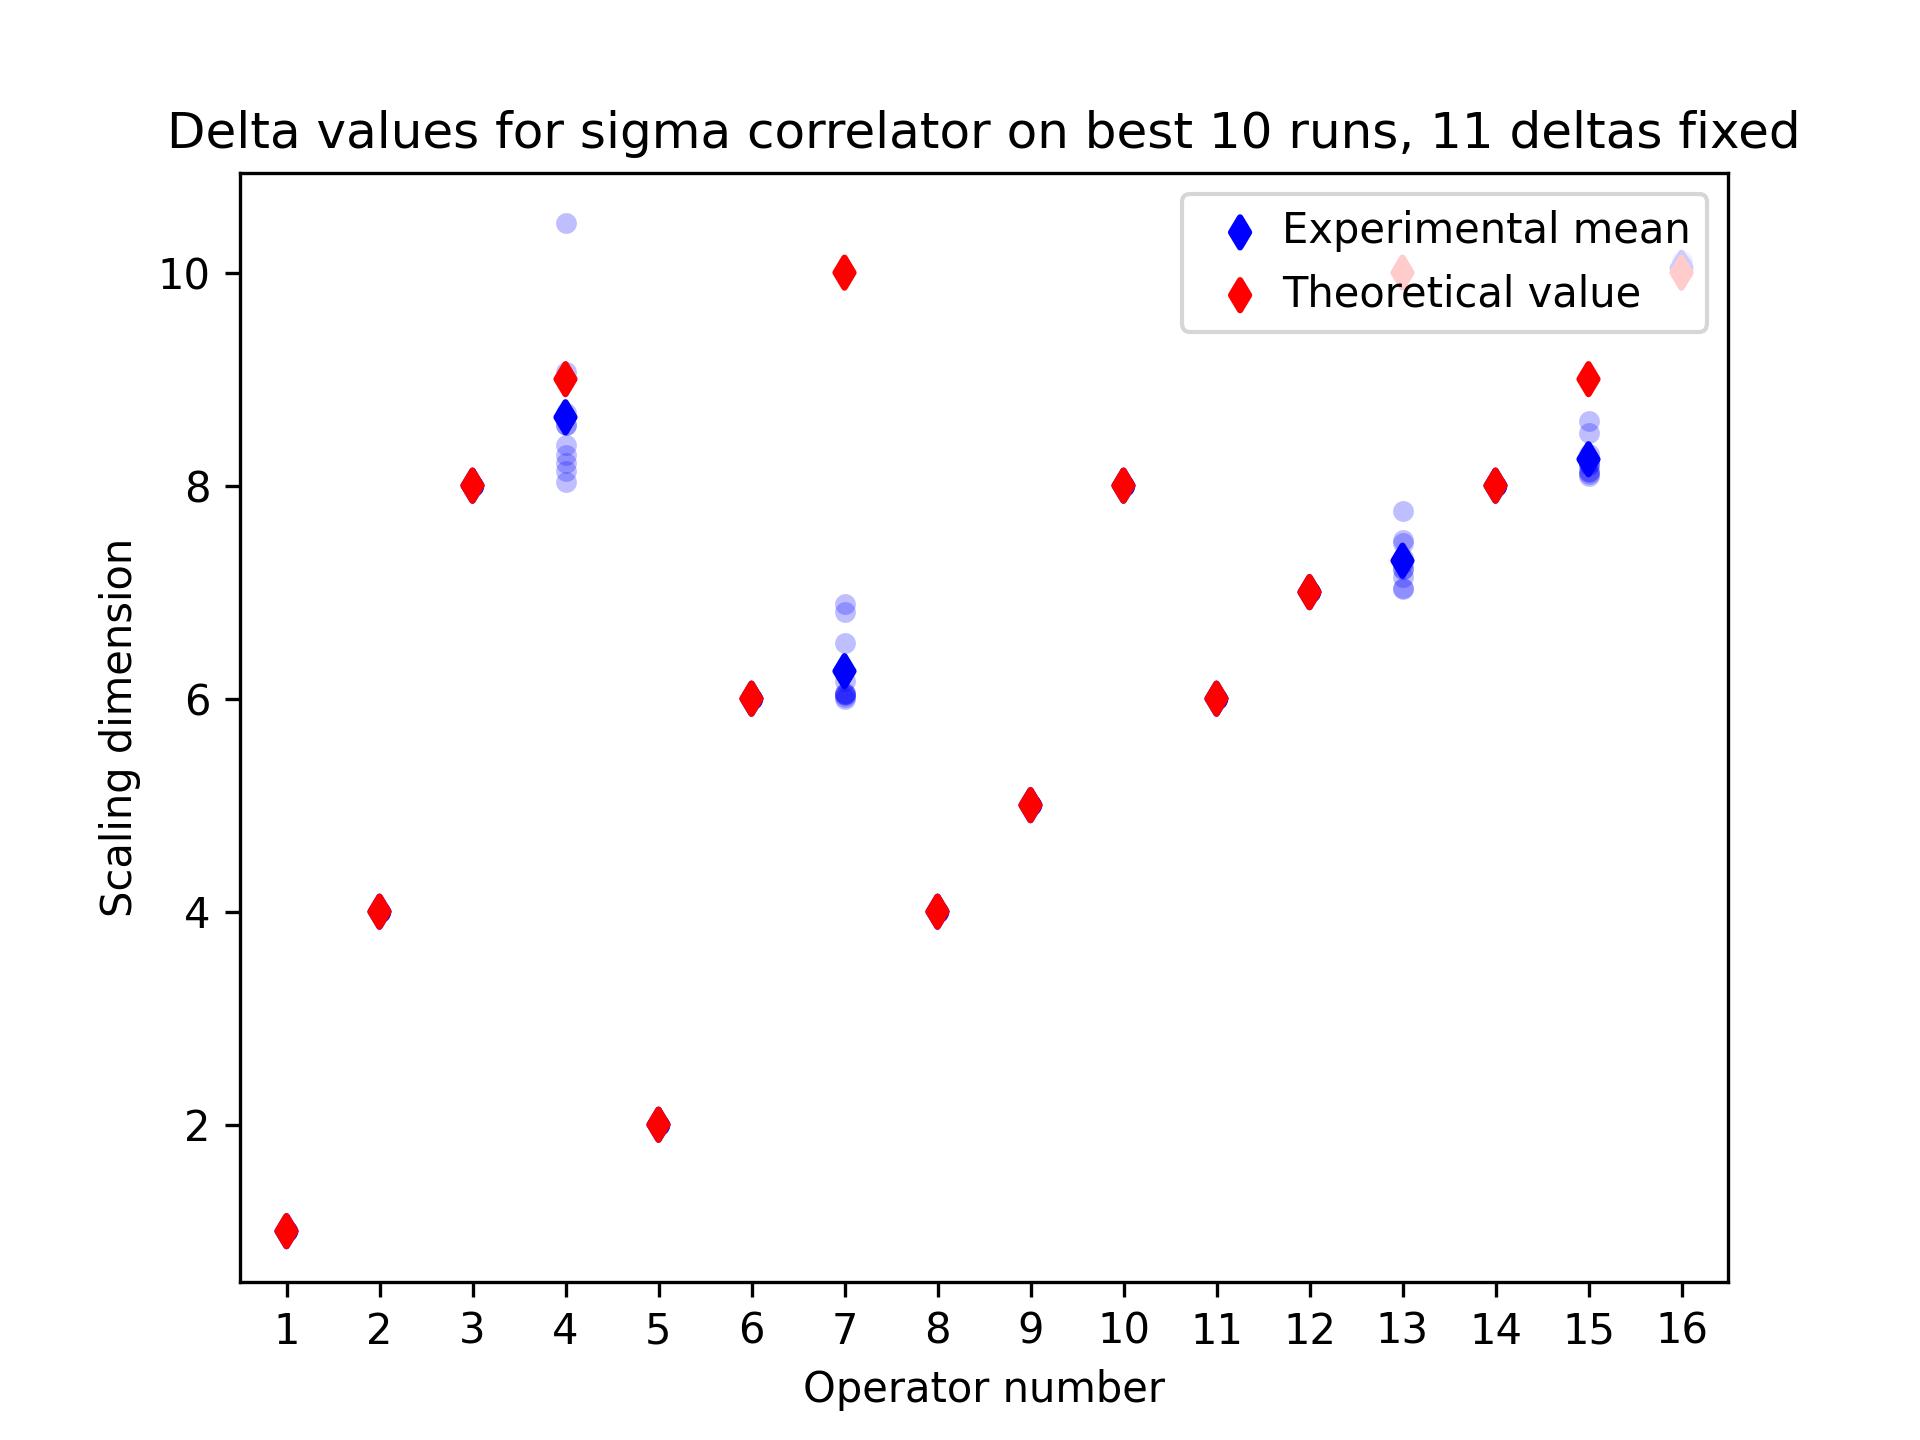 Delta values for sigma correlator on best 10 runs, 11 deltas fixed
Experimental mean
Theoretical value
10
8
6
4
2
Scaling dimension
1 2 3 4 5 6 7 8 9 10 11 12 13 14 15 16
Operator number